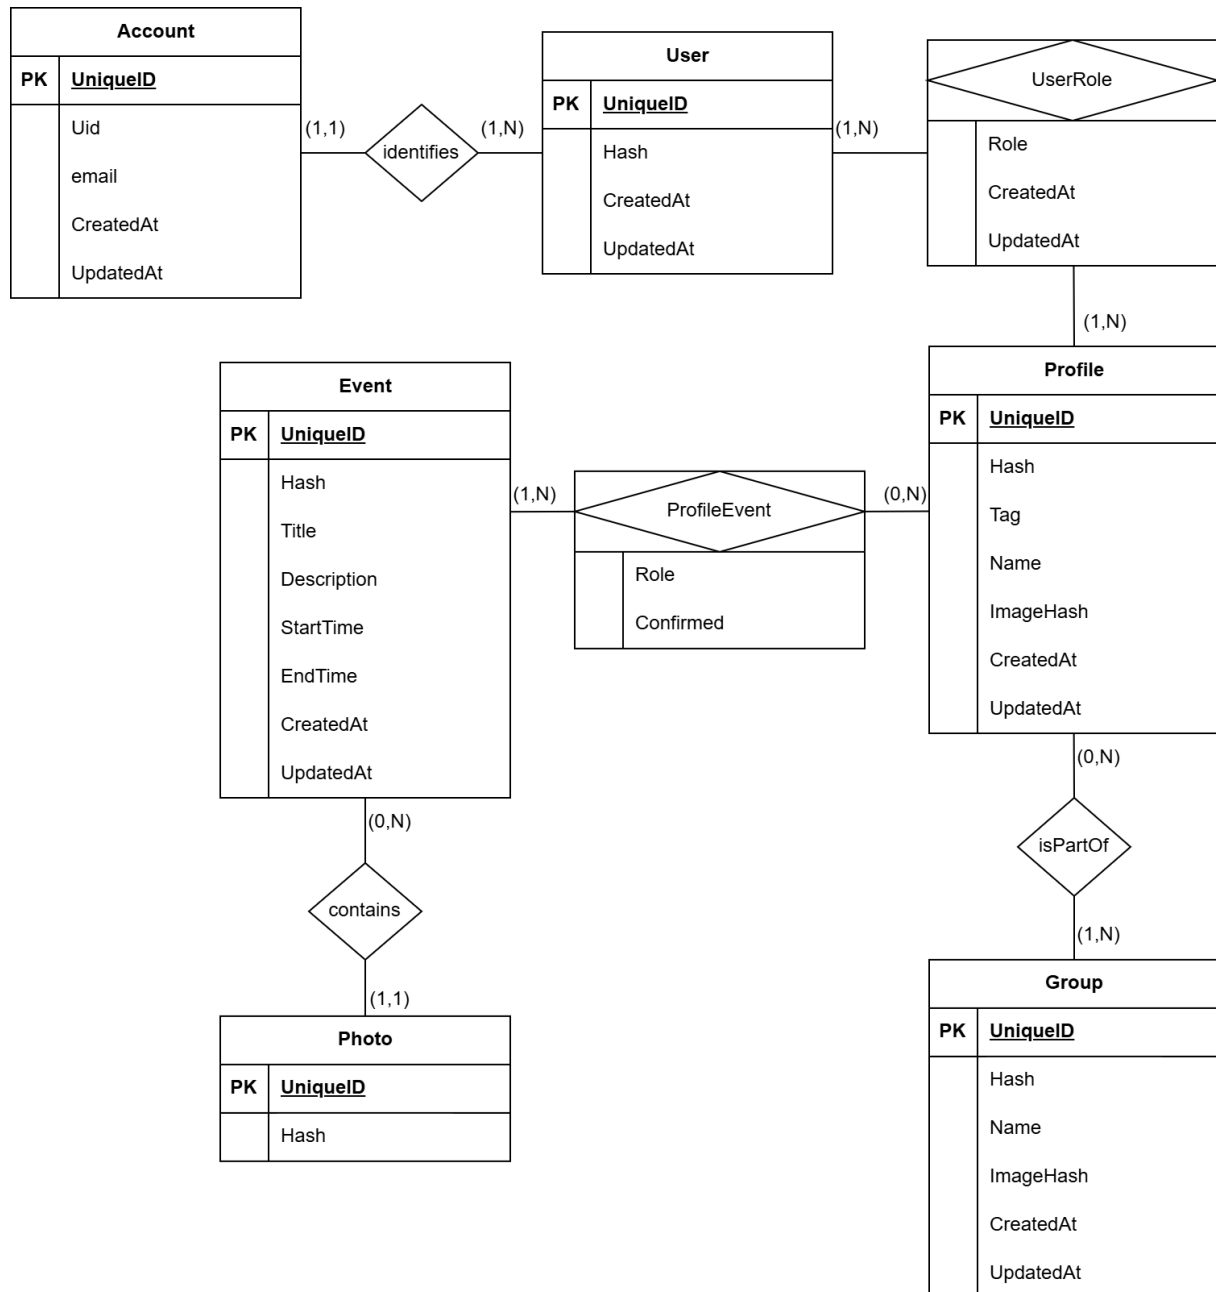 Account
PK UniqueID
Uid
email
CreatedAt
UpdatedAt
(1,1)
identifies
(1,N)
User
PK UniqueID
Hash
CreatedAt
UpdatedAt
(1,N)
UserRole
Role
CreatedAt
UpdatedAt
(1,N)
Profile
PK UniqueID
Hash
Tag
Name
ImageHash
CreatedAt
UpdatedAt
(0,N)
ProfileEvent
Role
Confirmed
(1,N)
Event
PK UniqueID
Hash
Title
Description
StartTime
EndTime
CreatedAt
UpdatedAt
(0,N)
contains
(1,1)
Photo
PK UniqueID
Hash
(0,N)
isPartOf
(1,N)
Group
PK UniqueID
Hash
Name
ImageHash
CreatedAt
UpdatedAt